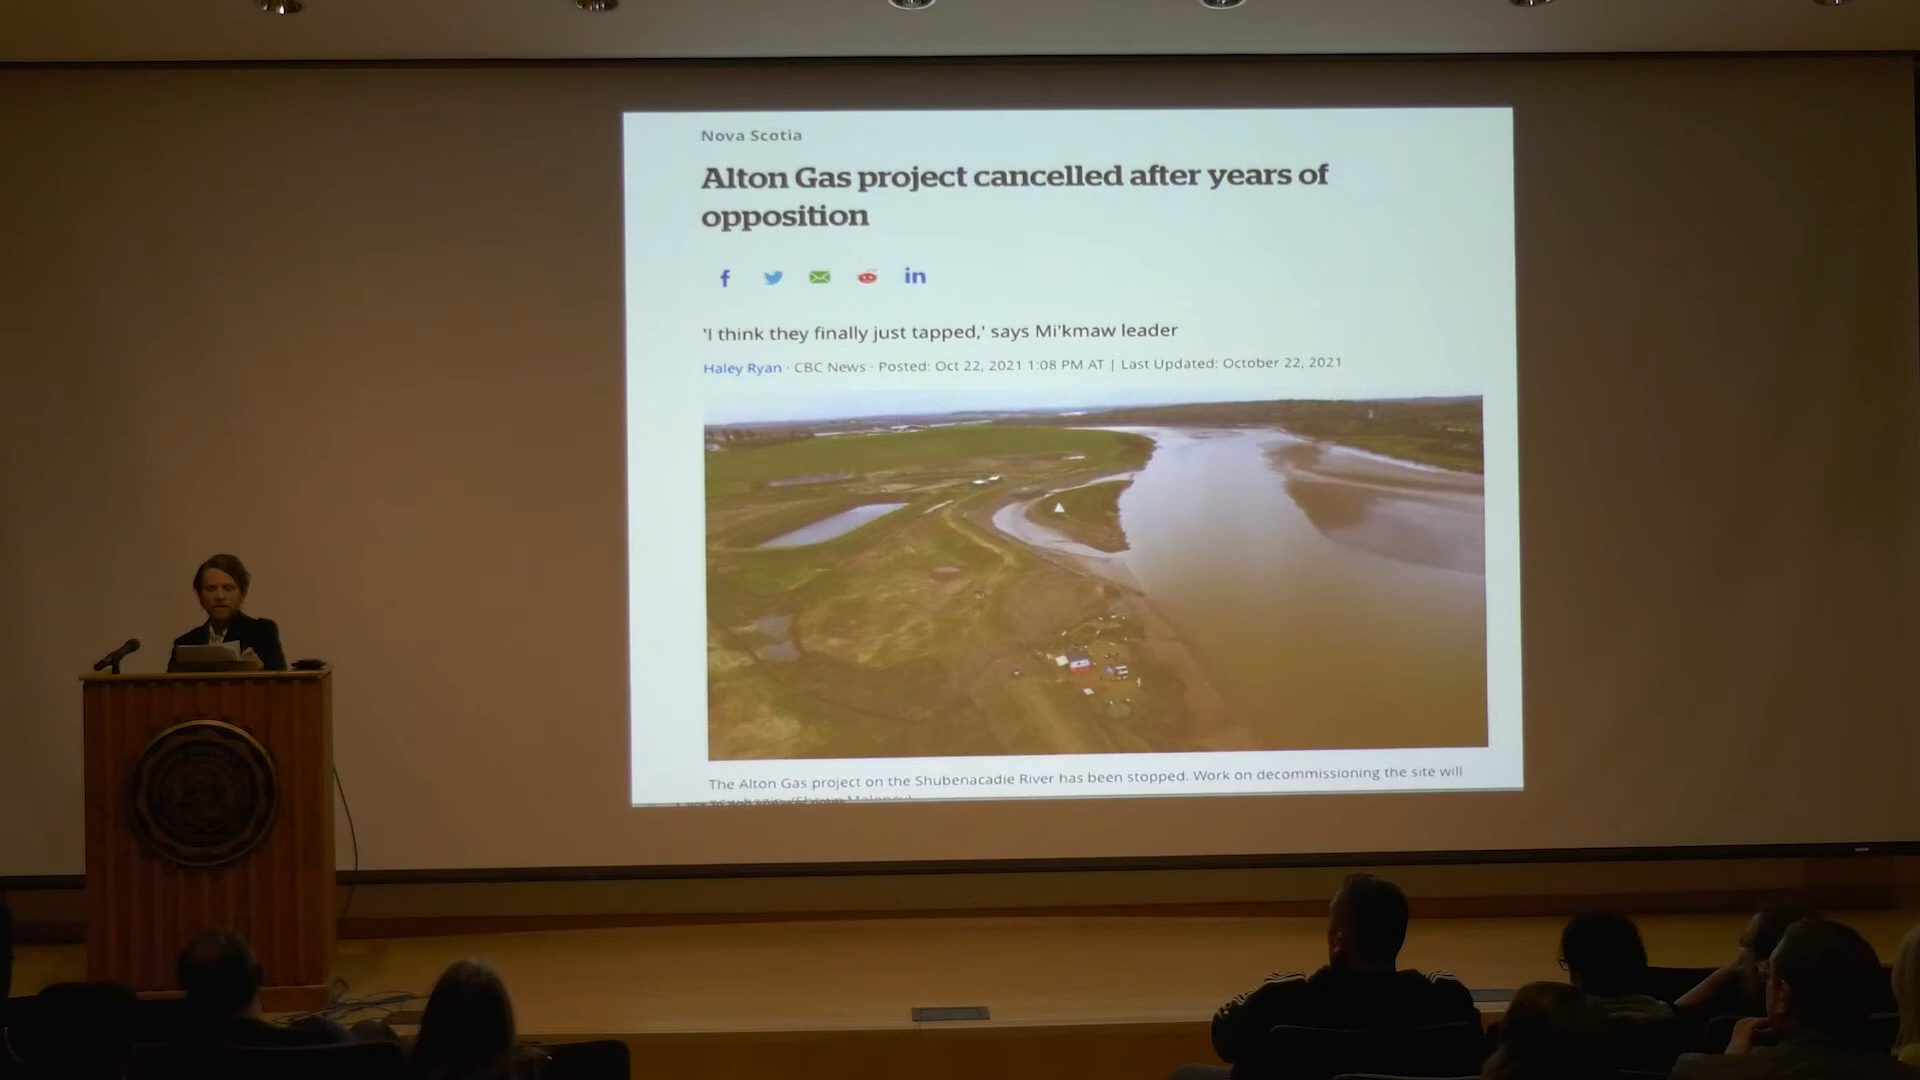 Nova Scotia
Alton Gas project cancelled after years of
opposition
f
in
'I think they finally just tapped,' says Mi'kmaw leader
Haley Ryan · CBC News · Posted: Oct 22, 2021 1:08 PM AT | Last Updated: October 22, 2021
The Alton Gas project on the Shubenacadie River has been stopped. Work on decommissioning the site will